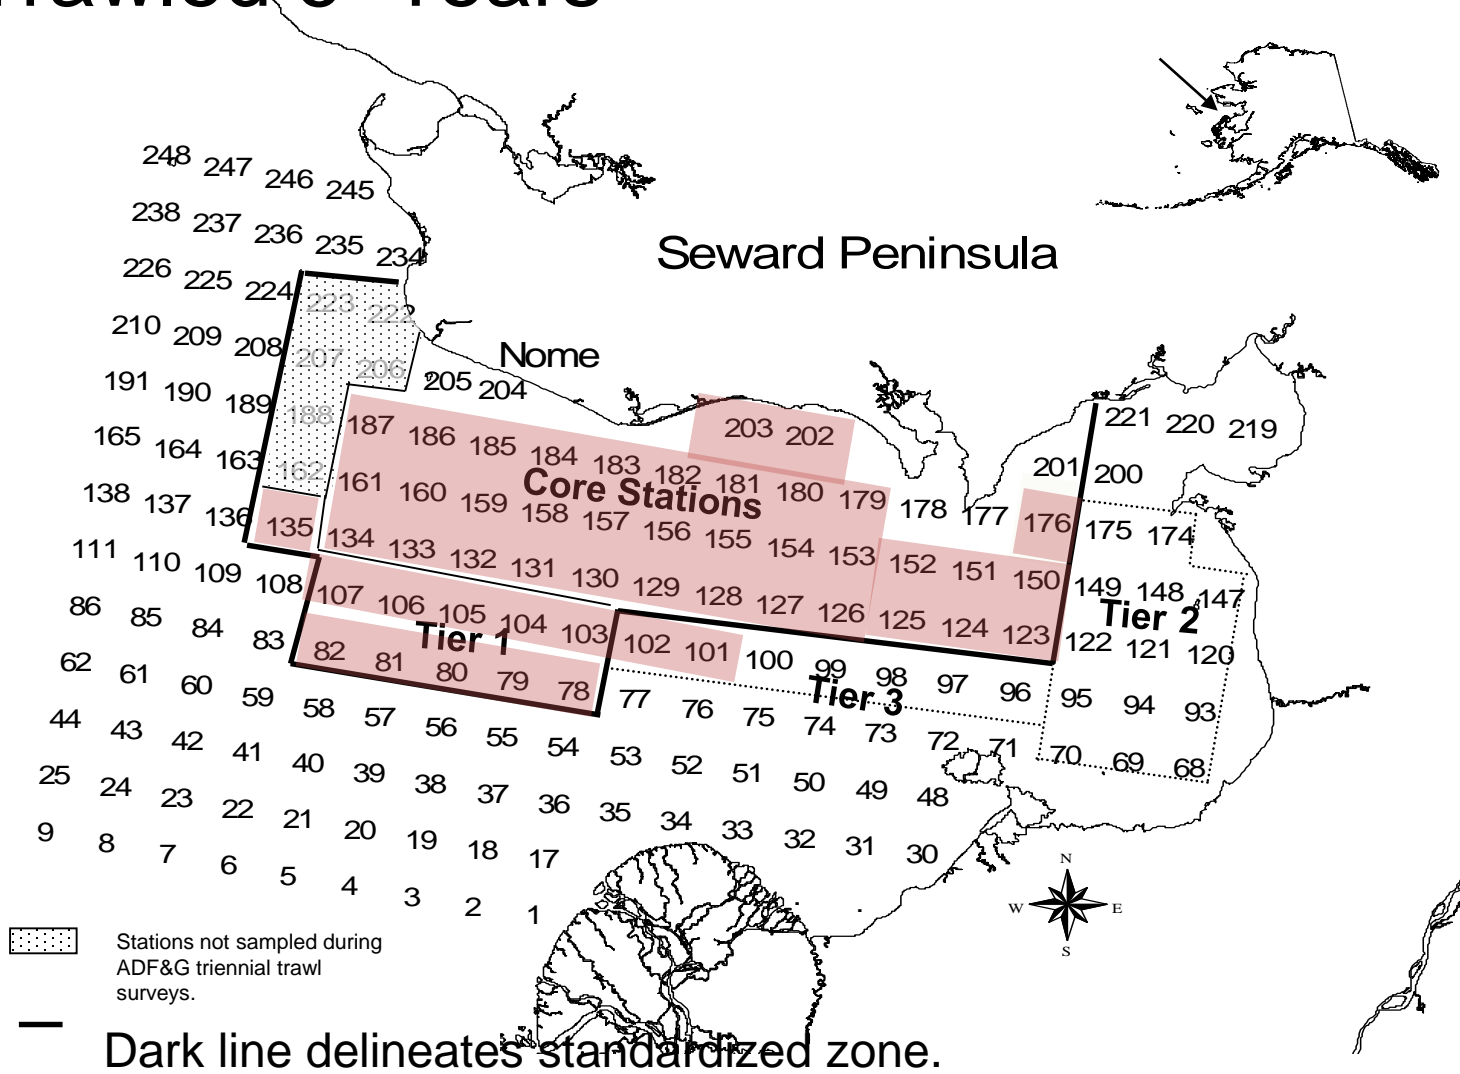 Years
248 247 246 245
238 237 236 235 234
Seward Peninsula
226 225 224 223 222
210 209 208 207 206
Nome
191 190 189 188 205 204
187 186 185 184 183 182 181 180 179 178 177 176 175 174
203 202
201 200
221 220 219
165 164 163 162
161 160 159 158 157 156 155 154 153 152 151 150 149 148 147
Core Stations
138 137 136 135 134 133 132 131 130 129 128 127 126 125 124 123 122 121 120
Tier 2
111 110 109 108 107 106 105 104 103 102 101 100 99 98 97 96 95 94 93
Tier 1
Tier 3
86 85 84 83 82 81 80 79 78 77 76 75 74 73 72 71 70 69 68
62 61 60 59 58 57 56 55 54 53 52 51 50 49 48
44 43 42 41 40 39 38 37 36 35 34 33 32 31 30
25 24 23 22 21 20 19 18 17
9 8 7 6 5 4 3 2 1
N
W E
S
Stations not sampled during
ADF&G triennial trawl
surveys.
Dark line delineates standardized zone.